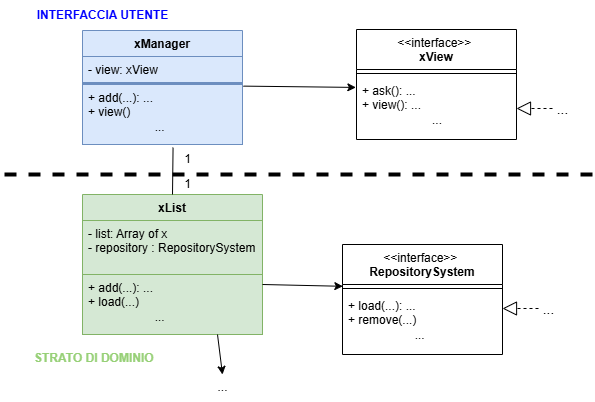 INTERFACCIA UTENTE
xManager
- view: xView
+ add(...): ...
+ view()
...
<<interface>>
xView
+ ask(): ...
+ view(): ...
...
...
1
1
xList
- list: Array of x
- repository : RepositorySystem
+ add(...): ...
+ load(...)
...
<<interface>>
RepositorySystem
+ load(...): ...
+ remove(...)
...
...
STRATO DI DOMINIO
...